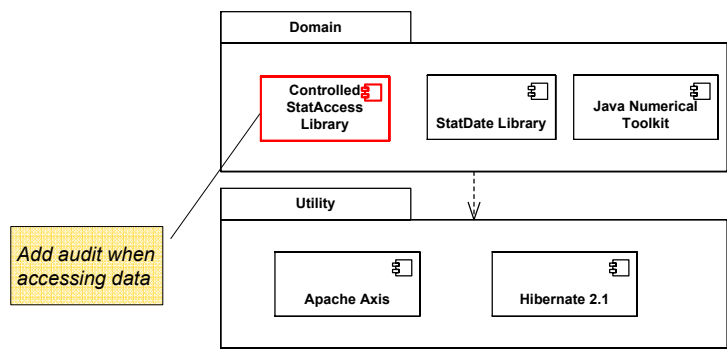 Domain
Controlled
StatAccess
Library
StatDate Library
Java Numerical
Toolkit
Utility
Add audit when
accessing data
Apache Axis
Hibernate 2.1